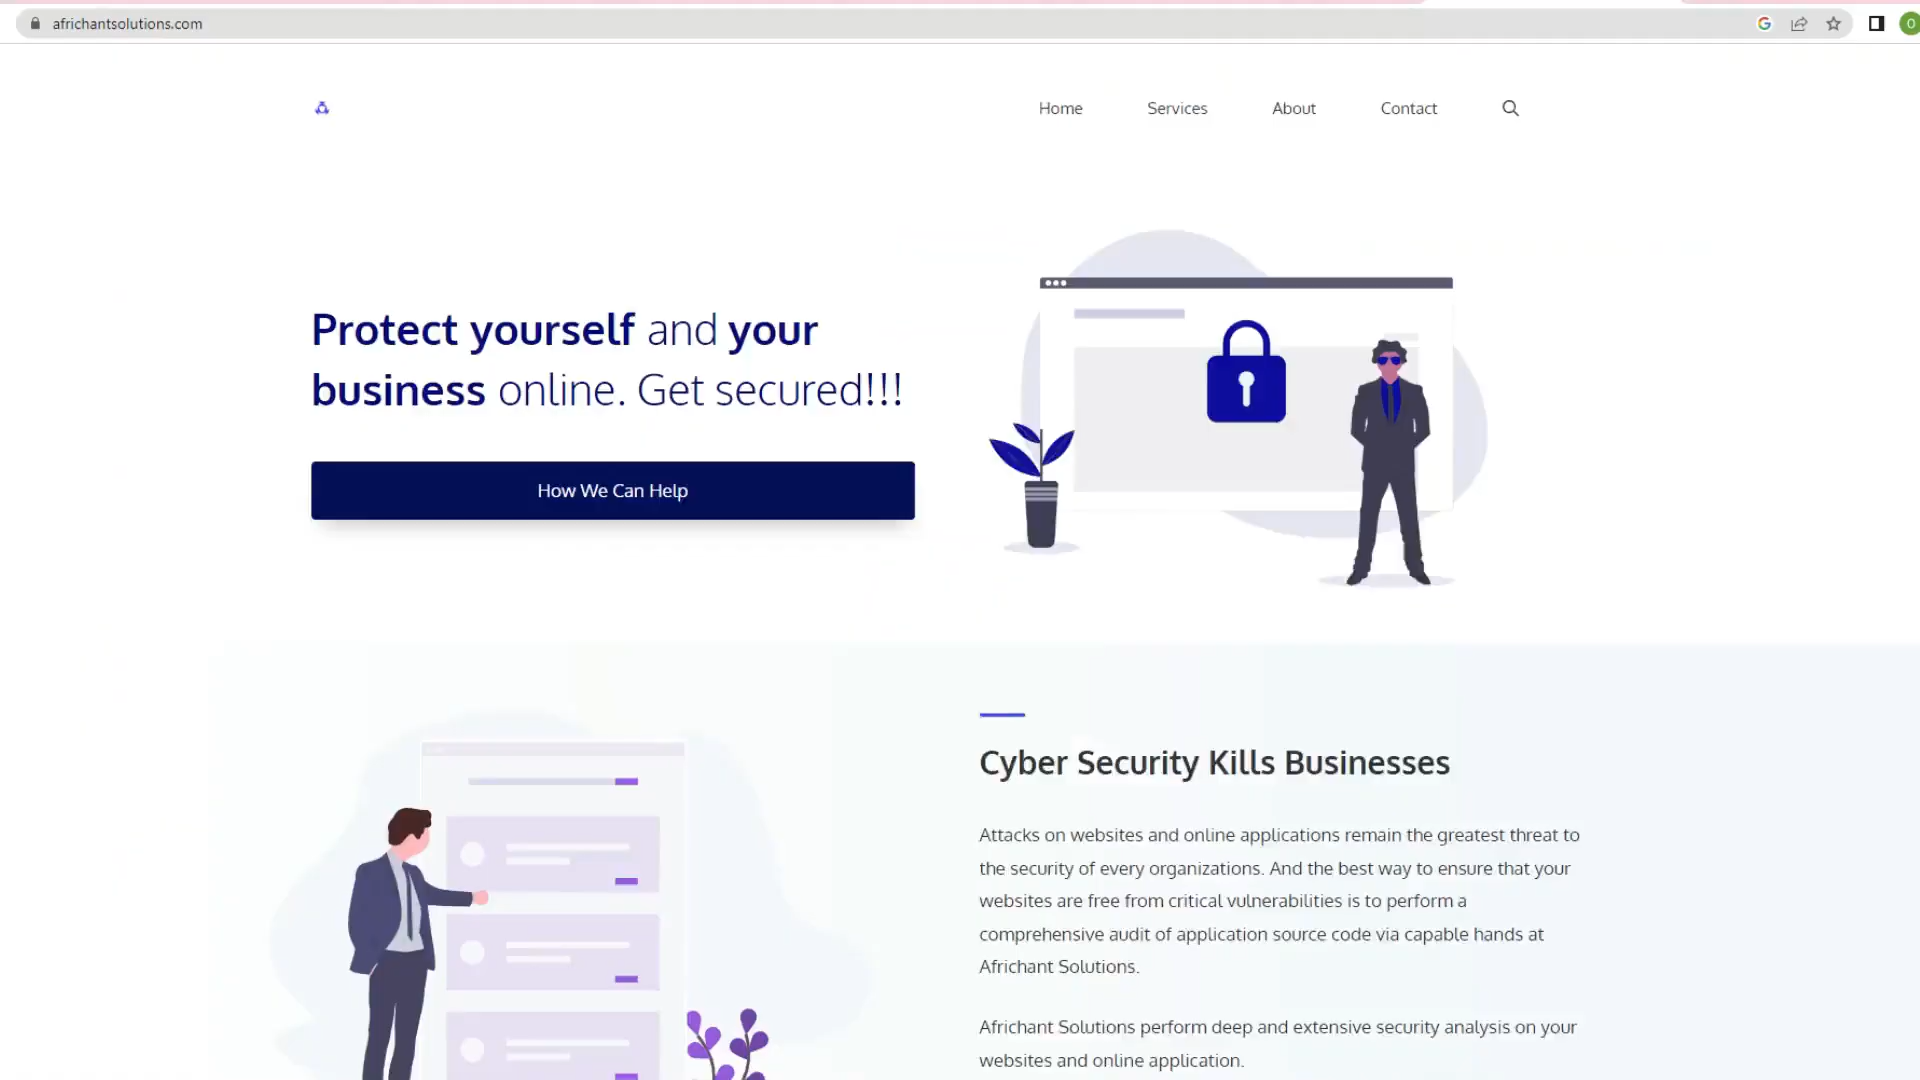 africhantsolutions.com
O
Home Services About Contact
Protect yourself and your
business online. Get secured!!!
How We Can Help
Cyber Security Kills Businesses
Attacks on websites and online applications remain the greatest threat to
the security of every organizations. And the best way to ensure that your
websites are free from critical vulnerabilities is to perform a
comprehensive audit of application source code via capable hands at
Africhant Solutions.
Africhant Solutions perform deep and extensive security analysis on your
websites and online application.